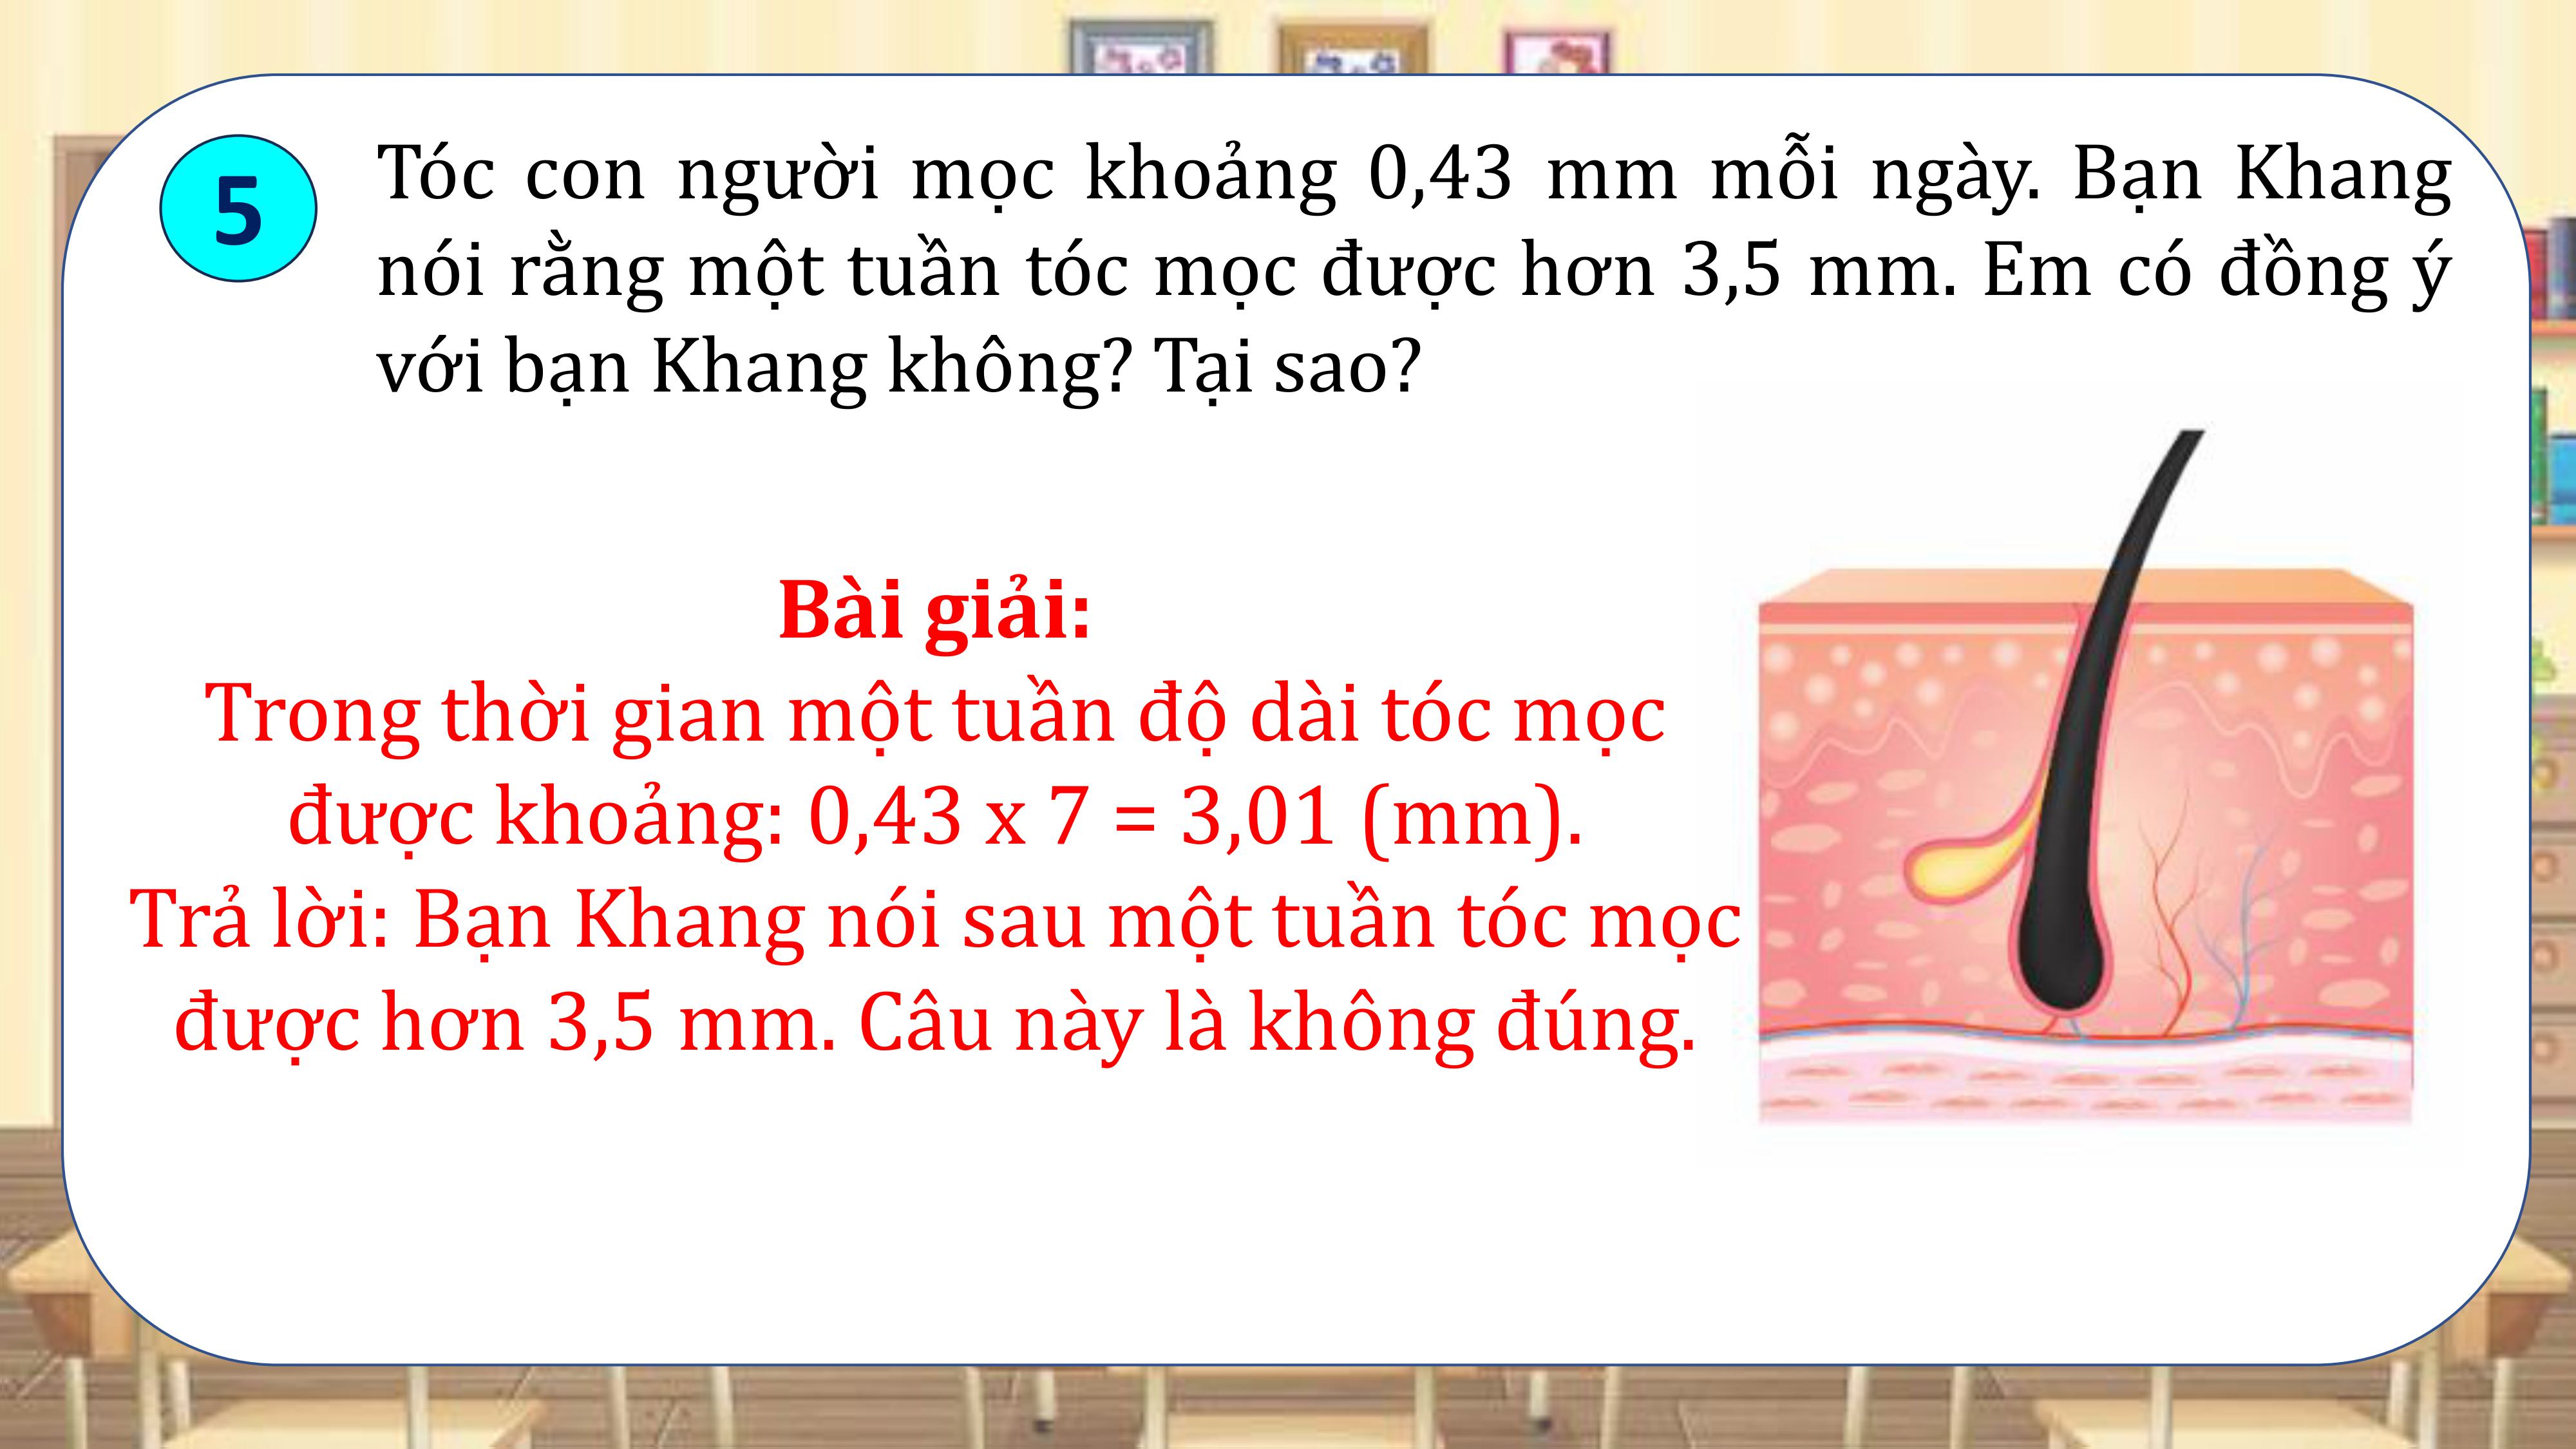 5
Tóc con người mọc khoảng 0,43 mm mỗi ngày. Bạn Khang
nói rằng một tuần tóc mọc được hơn 3,5 mm. Em có đồng ý
với bạn Khang không? Tại sao?
Bài giải:
Trong thời gian một tuần độ dài tóc mọc
được khoảng: 0,43 x 7 = 3,01 (mm).
Trả lời: Bạn Khang nói sau một tuần tóc mọc
được hơn 3,5 mm. Câu này là không đúng.